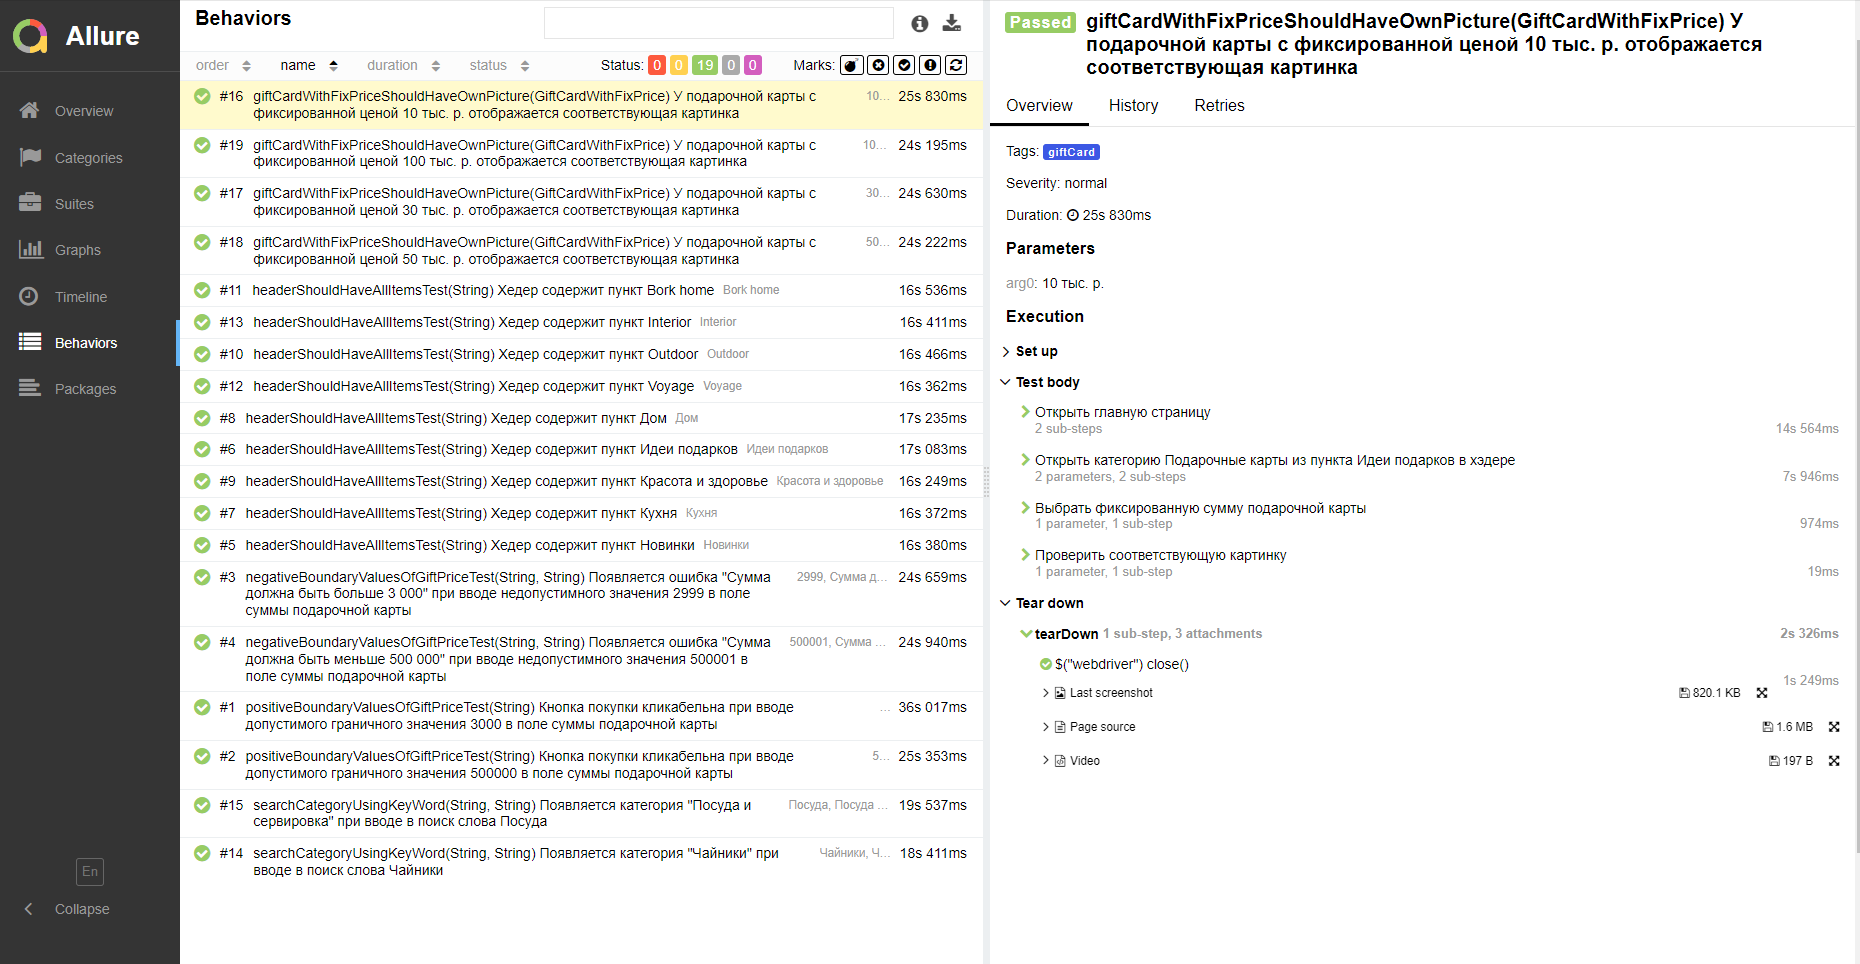 Allure
Overview
Categories
Suites
Graphs
Timeline
Behaviors
Packages
En
Collapse
Behaviors
order name duration status Status: 0 0 19 0 0 Marks:
#16 giftCardWithFixPriceShouldHaveOwnPicture(GiftCardWithFixPrice) У подарочной карты с 10... 25s 830ms
фиксированной ценой 10 тыс. р. отображается соответствующая картинка
#19 giftCardWithFixPriceShouldHaveOwnPicture(GiftCardWithFixPrice) У подарочной карты с 10... 24s 195ms
фиксированной ценой 100 тыс. р. отображается соответствующая картинка
#17 giftCardWithFixPriceShouldHaveOwnPicture(GiftCardWithFixPrice) У подарочной карты с 30... 24s 630ms
фиксированной ценой 30 тыс. р. отображается соответствующая картинка
#18 giftCardWithFixPriceShouldHaveOwnPicture(GiftCardWithFixPrice) У подарочной карты с 50... 24s 222ms
фиксированной ценой 50 тыс. р. отображается соответствующая картинка
#11 headerShouldHaveAllItemsTest(String) Хедер содержит пункт Bork home Bork home 16s 536ms
#13 headerShouldHaveAllItemsTest(String) Хедер содержит пункт Interior Interior 16s 411ms
#10 headerShouldHaveAllItemsTest(String) Хедер содержит пункт Outdoor Outdoor 16s 466ms
#12 headerShouldHaveAllItemsTest(String) Хедер содержит пункт Voyage Voyage 16s 362ms
#8 headerShouldHaveAllItemsTest(String) Хедер содержит пункт Дом Дом 17s 235ms
#6 headerShouldHaveAllItemsTest(String) Хедер содержит пункт Идеи подарков Идеи подарков 17s 083ms
#9 headerShouldHaveAllItemsTest(String) Хедер содержит пункт Красота и здоровье Красота и здоровье 16s 249ms
#7 headerShouldHaveAllItemsTest(String) Хедер содержит пункт Кухня Кухня 16s 372ms
#5 headerShouldHaveAllItemsTest(String) Хедер содержит пункт Новинки Новинки 16s 380ms
#3 negativeBoundaryValuesOfGiftPriceTest(String, String) Появляется ошибка "Сумма 2999, Сумма д... 24s 659ms
должна быть больше 3 000" при вводе недопустимого значения 2999 в поле
суммы подарочной карты
#4 negativeBoundaryValuesOfGiftPriceTest(String, String) Появляется ошибка "Сумма 500001, Сумма ... 24s 940ms
должна быть меньше 500 000" при вводе недопустимого значения 500001 в
поле суммы подарочной карты
#1 positiveBoundaryValuesOfGiftPriceTest(String) Кнопка покупки кликабельна при вводе ... 36s 017ms
допустимого граничного значения 3000 в поле суммы подарочной карты
#2 positiveBoundaryValuesOfGiftPriceTest(String) Кнопка покупки кликабельна при вводе 5... 25s 353ms
допустимого граничного значения 500000 в поле суммы подарочной карты
#15 searchCategoryUsingKeyWord(String, String) Появляется категория "Посуда и Посуда, Посуда ... 19s 537ms
сервировка" при вводе в поиск слова Посуда
#14 searchCategoryUsingKeyWord(String, String) Появляется категория "Чайники" при Чайники, Ч... 18s 411ms
вводе в поиск слова Чайники
Passed giftCardWithFixPriceShouldHaveOwnPicture(GiftCardWithFixPrice) У
подарочной карты с фиксированной ценой 10 тыс. р. отображается
соответствующая картинка
Overview History Retries
Tags: giftCard
Severity: normal
Duration: 25s 830ms
Parameters
arg0: 10 тыс. р.
Execution
Set up
Test body
Открыть главную страницу
2 sub-steps 14s 564ms
Открыть категорию Подарочные карты из пункта Идеи подарков в хэдере
2 parameters, 2 sub-steps 7s 946ms
Выбрать фиксированную сумму подарочной карты
1 parameter, 1 sub-step 974ms
Проверить соответствующую картинку
1 parameter, 1 sub-step 19ms
Tear down
tearDown 1 sub-step, 3 attachments 2s 326ms
$("webdriver") close()
1s 249ms
Last screenshot 820.1 KB
Page source 1.6 MB
Video 197 B